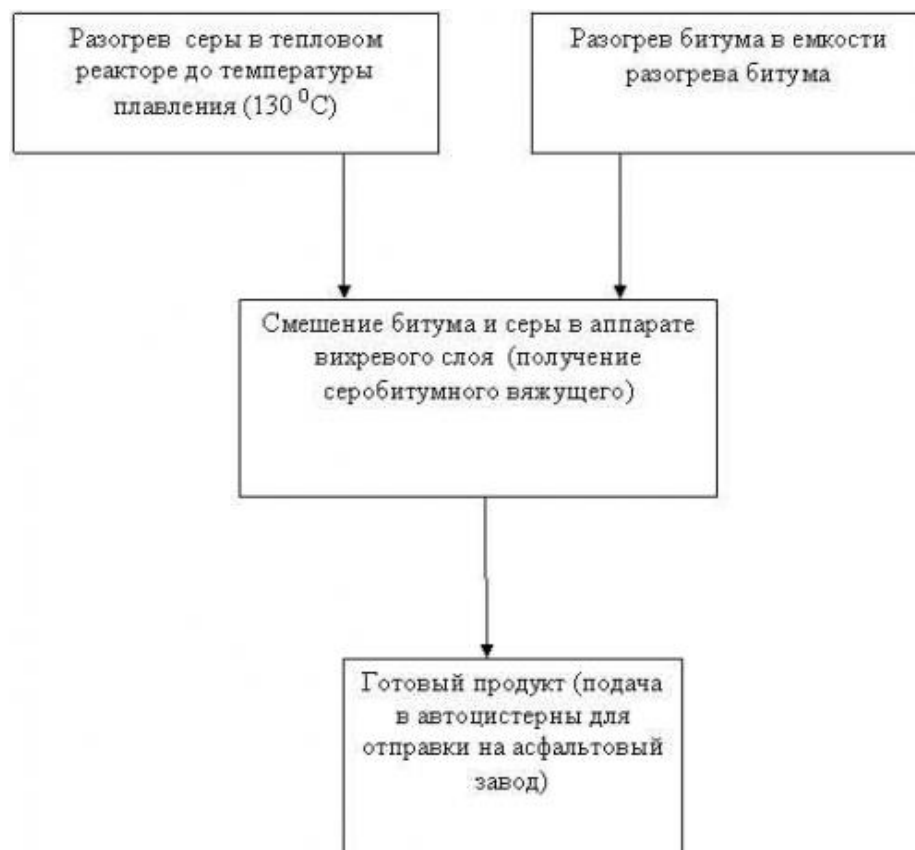 Разогрев серы в тепловом
реакторе до температуры
плавления (130 ⁰С)
Разогрев битума в емкости
разогрева битума
Смешение битума и серы в аппарате
вихревого слоя (получение
серобитумного вяжущего)
Готовый продукт (подача
в автоцистерны для
отправки на асфальтовый
завод)